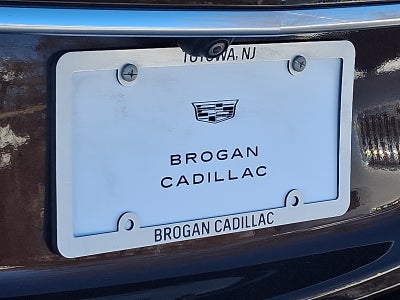 TOTOWA, NJ
BROGAN
CADILLAC
BROGAN CADILLAC